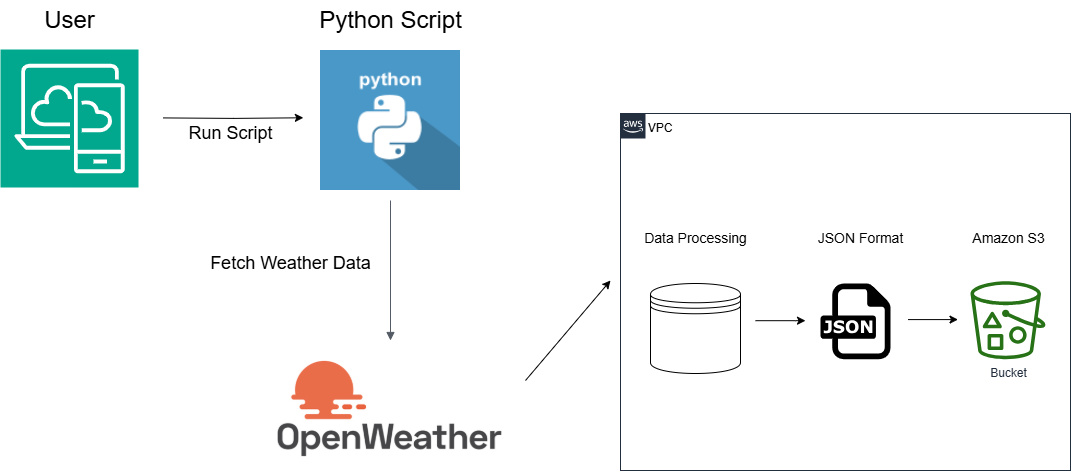 User
Python Script
python
Run Script
aws
VPC
Fetch Weather Data
Data Processing
JSON Format
Amazon S3
JSON
Bucket
OpenWeather